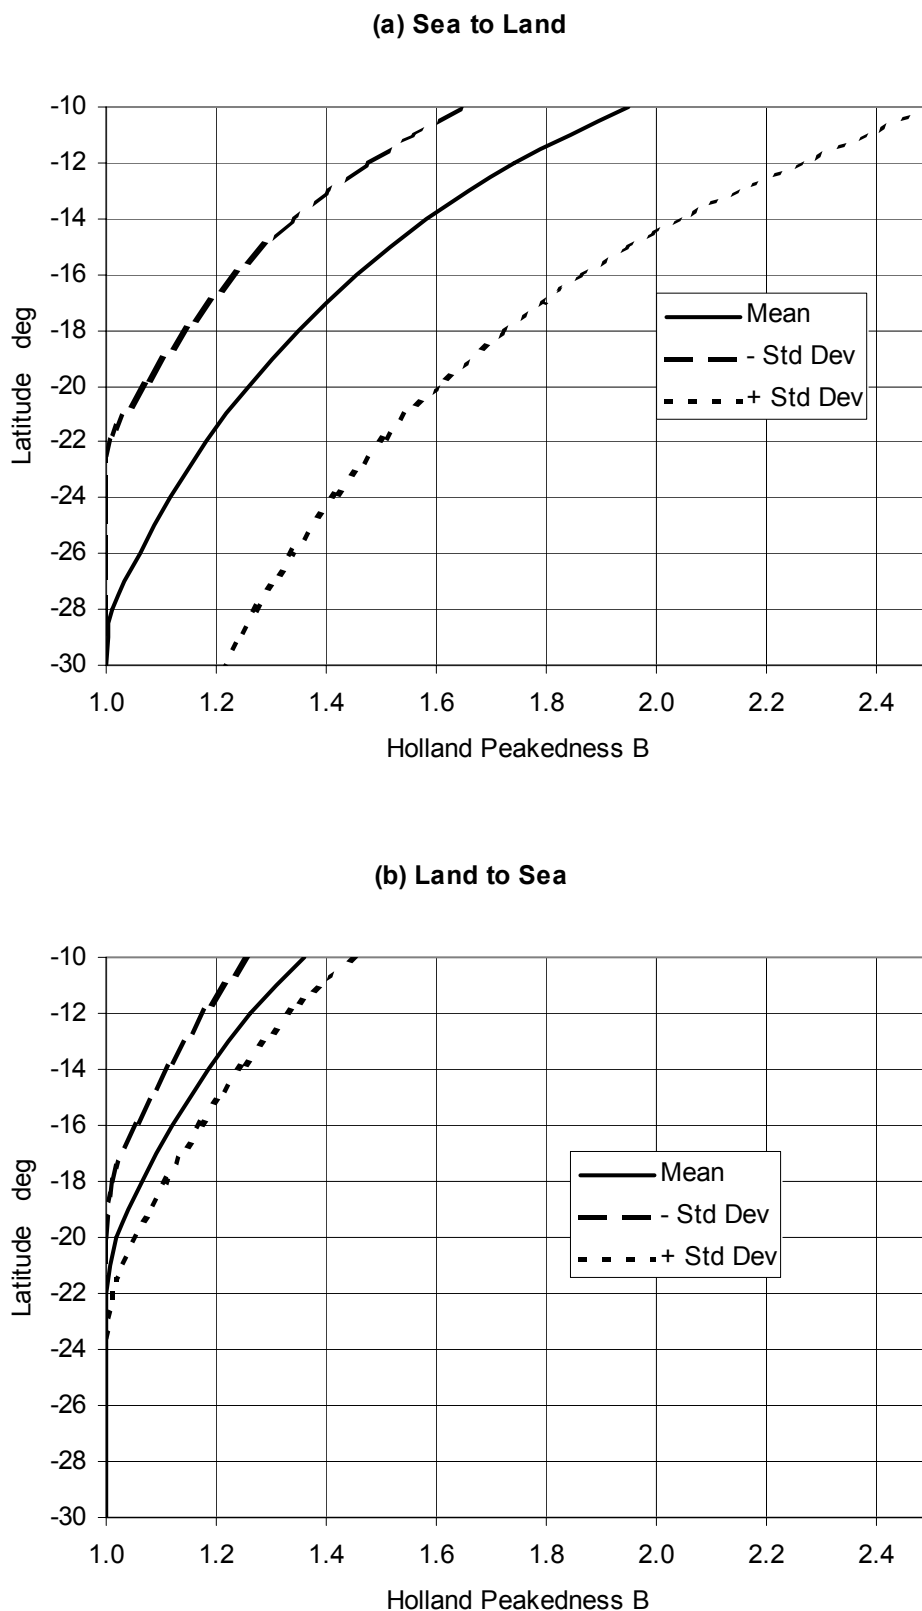 (a) Sea to Land
-10
-12
-14
-16
-18
-20
-22
-24
-26
-28
-30
Latitude deg
Mean
- Std Dev
+ Std Dev
1.0 1.2 1.4 1.6 1.8 2.0 2.2 2.4
Holland Peakedness B
(b) Land to Sea
-10
-12
-14
-16
-18
-20
-22
-24
-26
-28
-30
Latitude deg
Mean
- Std Dev
+ Std Dev
1.0 1.2 1.4 1.6 1.8 2.0 2.2 2.4
Holland Peakedness B